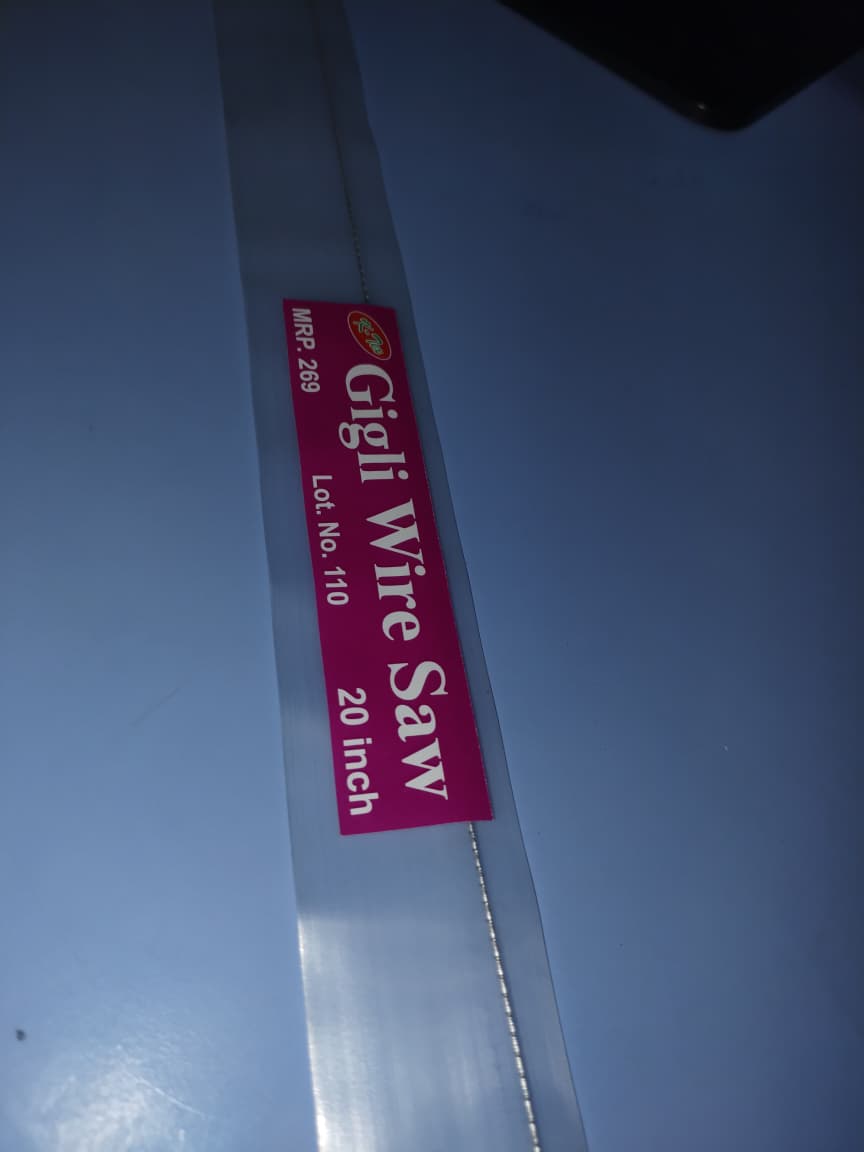 Gigli Wire Saw
MRP. 269 Lot. No. 110 20 inch